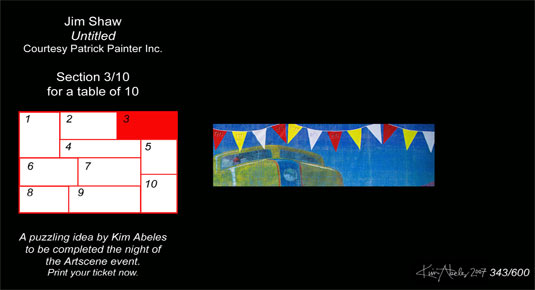 Jim Shaw
Untitled
Courtesy Patrick Painter Inc.
Section 3/10
for a table of 10
1
2
3
4
5
6
7
8
9
10
A puzzling idea by Kim Abeles
to be completed the night of
the Artscene event.
Print your ticket now.
Kim Abeles 2007 343/600